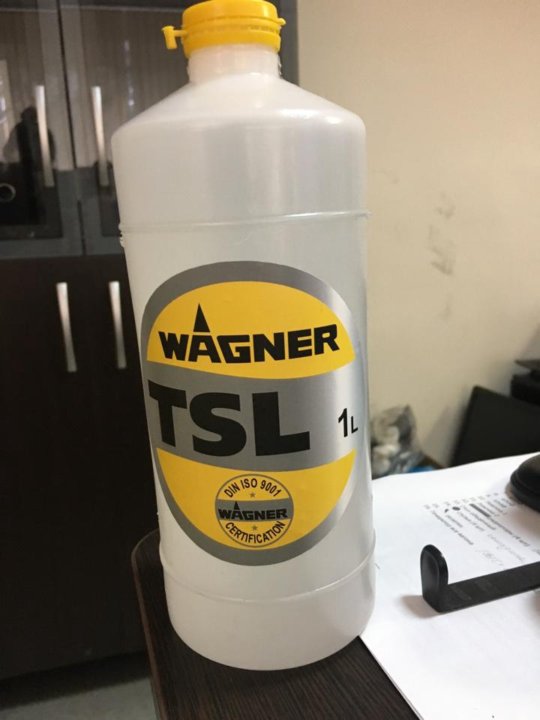 WAGNER
TSL
1L
DIN ISO 9001
WAGNER
CERTIFICATION